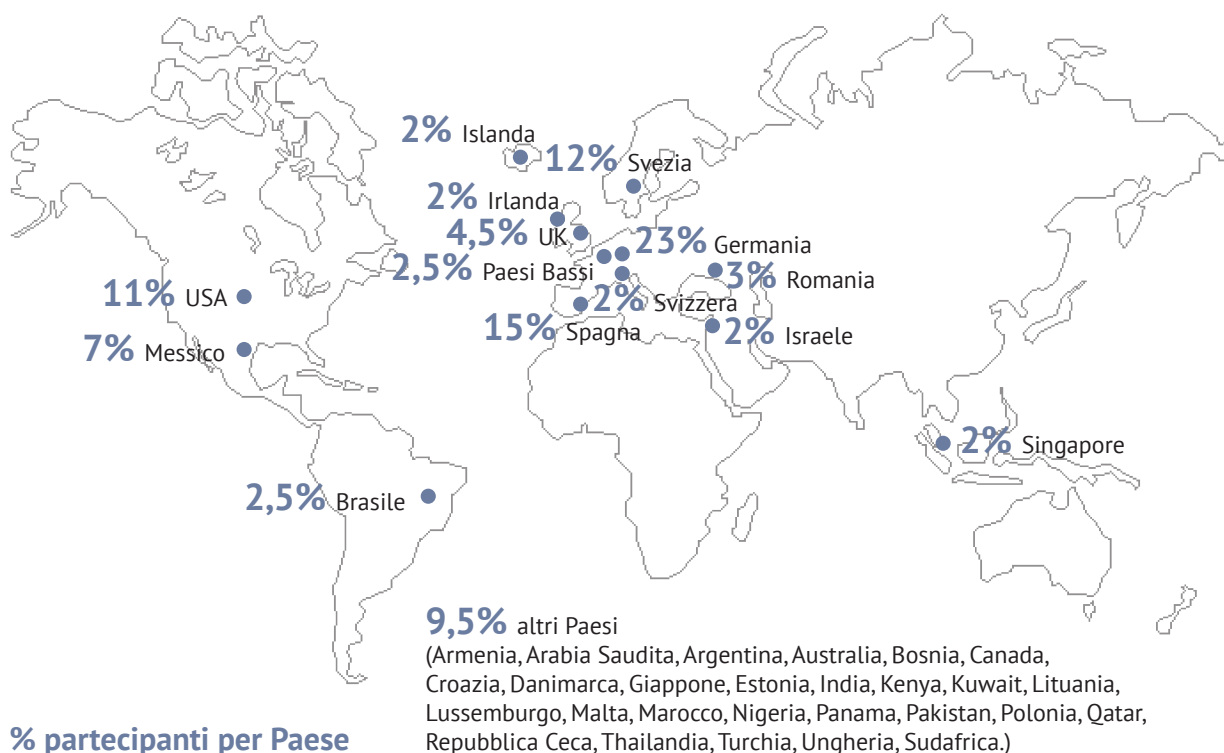 2% Islanda
12% Svezia
2% Irlanda
4,5% UK
23% Germania
2,5% Paesi Bassi
3% Romania
11% USA
2% Svizzera
15% Spagna
2% Israele
7% Messico
2% Singapore
2,5% Brasile
9,5% altri Paesi
(Armenia, Arabia Saudita, Argentina, Australia, Bosnia, Canada,
Croazia, Danimarca, Giappone, Estonia, India, Kenya, Kuwait, Lituania,
Lussemburgo, Malta, Marocco, Nigeria, Panama, Pakistan, Polonia, Qatar,
Repubblica Ceca, Thailandia, Turchia, Ungheria, Sudafrica.)
% partecipanti per Paese